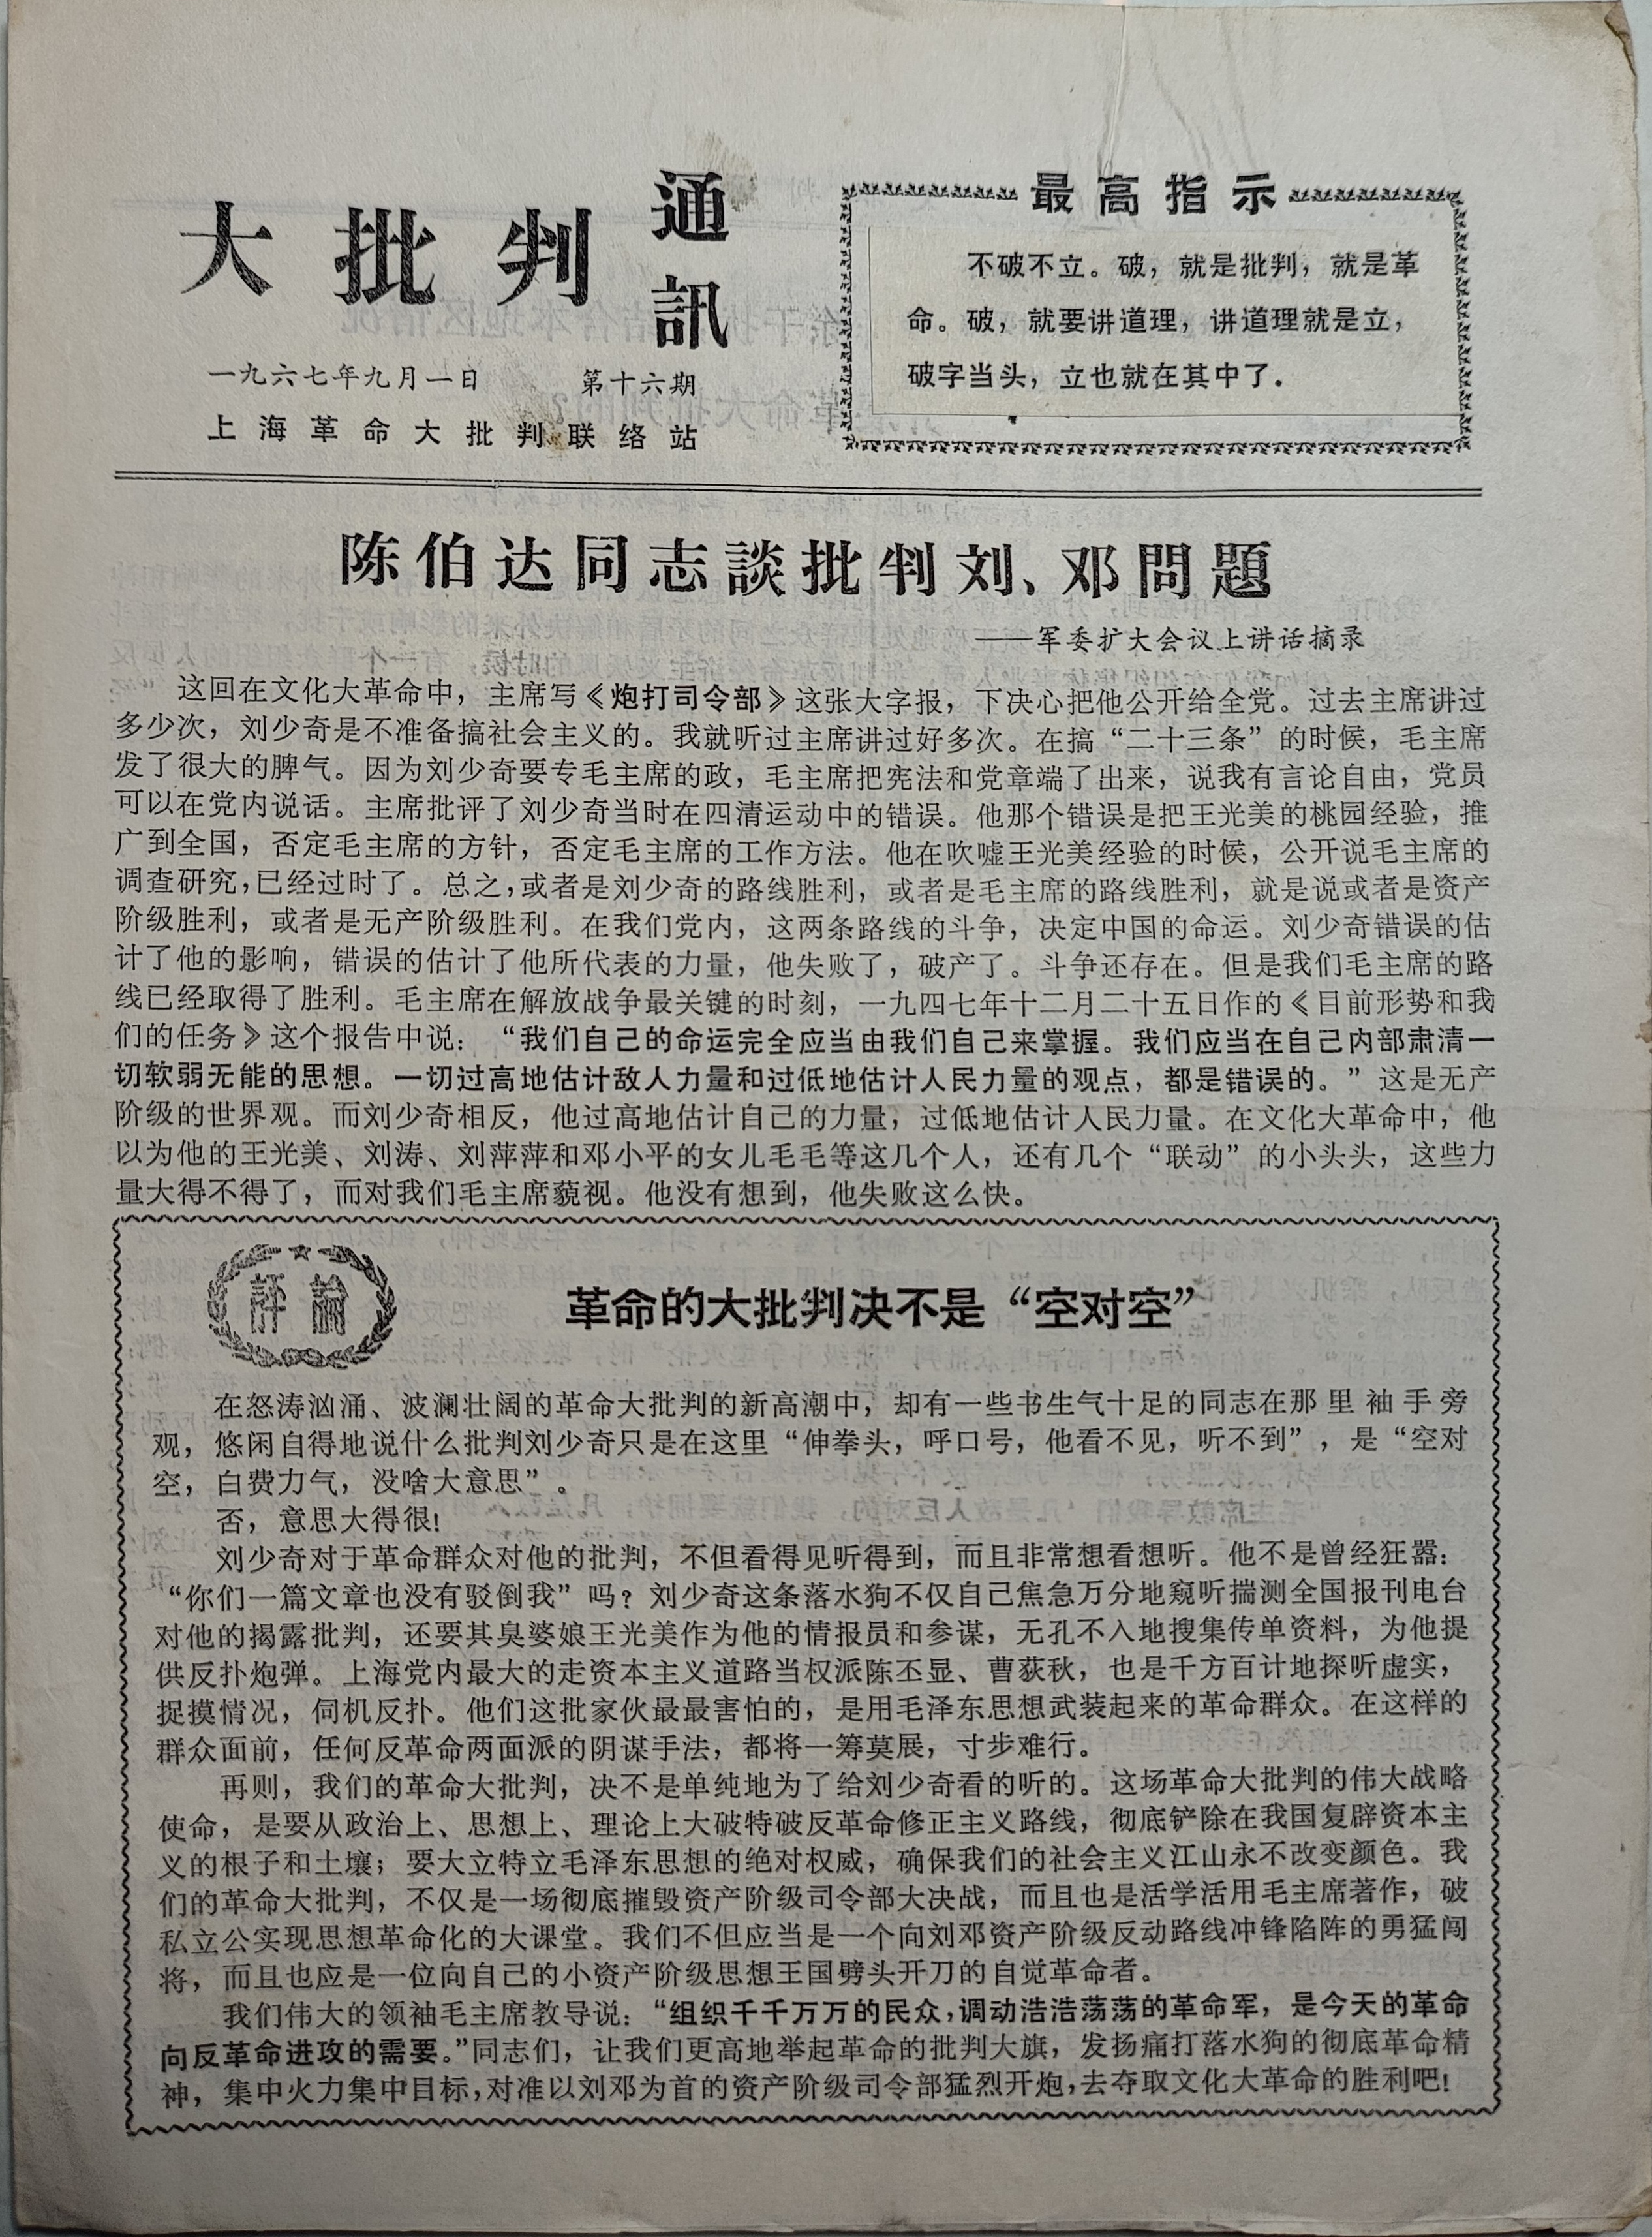 大批判通訊
一九六七年九月一日 第十六期
上海革命大批判联络站
最高指示
不破不立。破，就是批判，就是革
命。破，就要讲道理，讲道理就是立，
破字当头，立也就在其中了.
陈伯达同志談批判刘、邓問題
——军委扩大会议上讲话摘录
这回在文化大革命中，主席写《炮打司令部》这张大字报，下决心把他公开给全党。过去主席讲过
多少次，刘少奇是不准备搞社会主义的。我就听过主席讲过好多次。在搞“二十三条”的时侯，毛主席
发了很大的脾气。因为刘少奇要专毛主席的政，毛主席把宪法和党章端了出来，说我有言论自由，党员
可以在党内说话。主席批评了刘少奇当时在四清运动中的错误。他那个错误是把王光美的桃园经验，推
广到全国，否定毛主席的方针，否定毛主席的工作方法。他在吹嘘王光美经验的时候，公开说毛主席的
调查研究，已经过时了。总之，或者是刘少奇的路线胜利，或者是毛主席的路线胜利，就是说或者是资产
阶级胜利，或者是无产阶级胜利。在我们党内，这两条路线的斗争，决定中国的命运。刘少奇错误的估
计了他的影响，错误的估计了他所代表的力量，他失败了，破产了。斗争还存在。但是我们毛主席的路
线已经取得了胜利。毛主席在解放战争最关键的时刻，一九四七年十二月二十五日作的《目前形势和我
们的任务》这个报告中说：“我们自己的命运完全应当由我们自己来掌握。我们应当在自己内部肃清一
切软弱无能的思想。一切过高地估计敌人力量和过低地估计人民力量的观点，都是错误的。”这是无产
阶级的世界观。而刘少奇相反，他过高地估计自己的力量，过低地估计人民力量。在文化大革命中，他
以为他的王光美、刘涛、刘萍萍和邓小平的女儿毛毛等这几个人，还有几个“联动”的小头头，这些力
量大得不得了，而对我们毛主席藐视。他没有想到，他失败这么快。
評論
革命的大批判决不是“空对空”
在怒涛汹涌、波澜壮阔的革命大批判的新高潮中，却有一些书生气十足的同志在那里袖手旁
观，悠闲自得地说什么批判刘少奇只是在这里“伸拳头，呼口号，他看不见，听不到”，是“空对
空，白费力气，没啥大意思”。
否，意思大得很!
刘少奇对于革命群众对他的批判，不但看得见听得到，而且非常想看想听。他不是曾经狂嚣：
“你们一篇文章也没有驳倒我”吗？刘少奇这条落水狗不仅自己焦急万分地窥听揣测全国报刊电台
对他的揭露批判，还要其臭婆娘王光美作为他的情报员和参谋，无孔不入地搜集传单资料，为他提
供反扑炮弹。上海党内最大的走资本主义道路当权派陈丕显、曹荻秋，也是千方百计地探听虚实，
捉摸情况，伺机反扑。他们这批家伙最最害怕的，是用毛泽东思想武装起来的革命群众。在这样的
群众面前，任何反革命两面派的阴谋手法，都将一筹莫展，寸步难行。
再则，我们的革命大批判，决不是单纯地为了给刘少奇看的听的。这场革命大批判的伟大战略
使命，是要从政治上、思想上、理论上大破特破反革命修正主义路线，彻底铲除在我国复辟资本主
义的根子和土壤；要大立特立毛泽东思想的绝对权威，确保我们的社会主义江山永不改变颜色。我
们的革命大批判，不仅是一场彻底摧毁资产阶级司令部大决战，而且也是活学活用毛主席著作，破
私立公实现思想革命化的大课堂。我们不但应当是一个向刘邓资产阶级反动路线冲锋陷阵的勇猛闯
将，而且也应是一位向自己的小资产阶级思想王国劈头开刀的自觉革命者。
我们伟大的领袖毛主席教导说：“组织千千万万的民众，调动浩浩荡荡的革命军，是今天的革命
向反革命进攻的需要。”同志们，让我们更高地举起革命的批判大旗，发扬痛打落水狗的彻底革命精
神，集中火力集中目标，对准以刘邓为首的资产阶级司令部猛烈开炮，去夺取文化大革命的胜利吧!